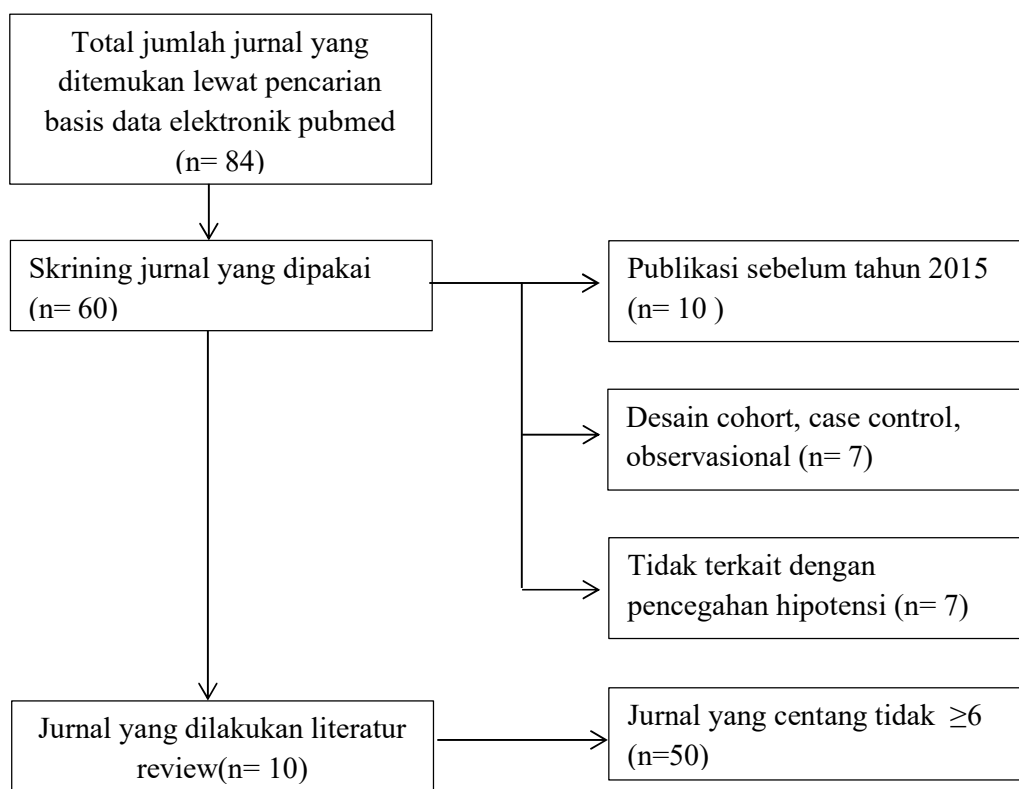 Total jumlah jurnal yang
ditemukan lewat pencarian
basis data elektronik pubmed
(n= 84)
Skrining jurnal yang dipakai
(n= 60)
Publikasi sebelum tahun 2015
(n= 10 )
Desain cohort, case control,
observasional (n= 7)
Tidak terkait dengan
pencegahan hipotensi (n= 7)
Jurnal yang dilakukan literatur
review(n= 10)
Jurnal yang centang tidak ≥6
(n=50)